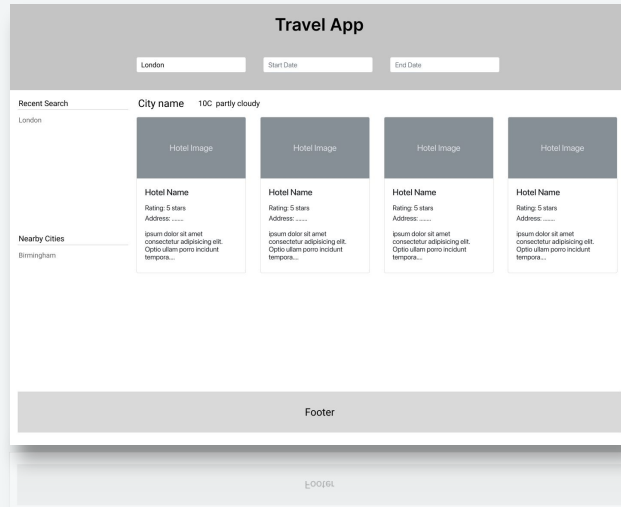 Travel App
London
Start Date
End Date
Recent Search
London
Nearby Cities
Birmingham
City name 10C partly cloudy
Hotel Image
Hotel Name
Rating: 5 stars
Address: ........
ipsum dolor sit amet
consectetur adipisicing elit.
Optio ullam porro incidunt
tempora....
Hotel Image
Hotel Name
Rating: 5 stars
Address: ........
ipsum dolor sit amet
consectetur adipisicing elit.
Optio ullam porro incidunt
tempora....
Hotel Image
Hotel Name
Rating: 5 stars
Address: ........
ipsum dolor sit amet
consectetur adipisicing elit.
Optio ullam porro incidunt
tempora....
Hotel Image
Hotel Name
Rating: 5 stars
Address: ........
ipsum dolor sit amet
consectetur adipisicing elit.
Optio ullam porro incidunt
tempora....
Footer
Footer